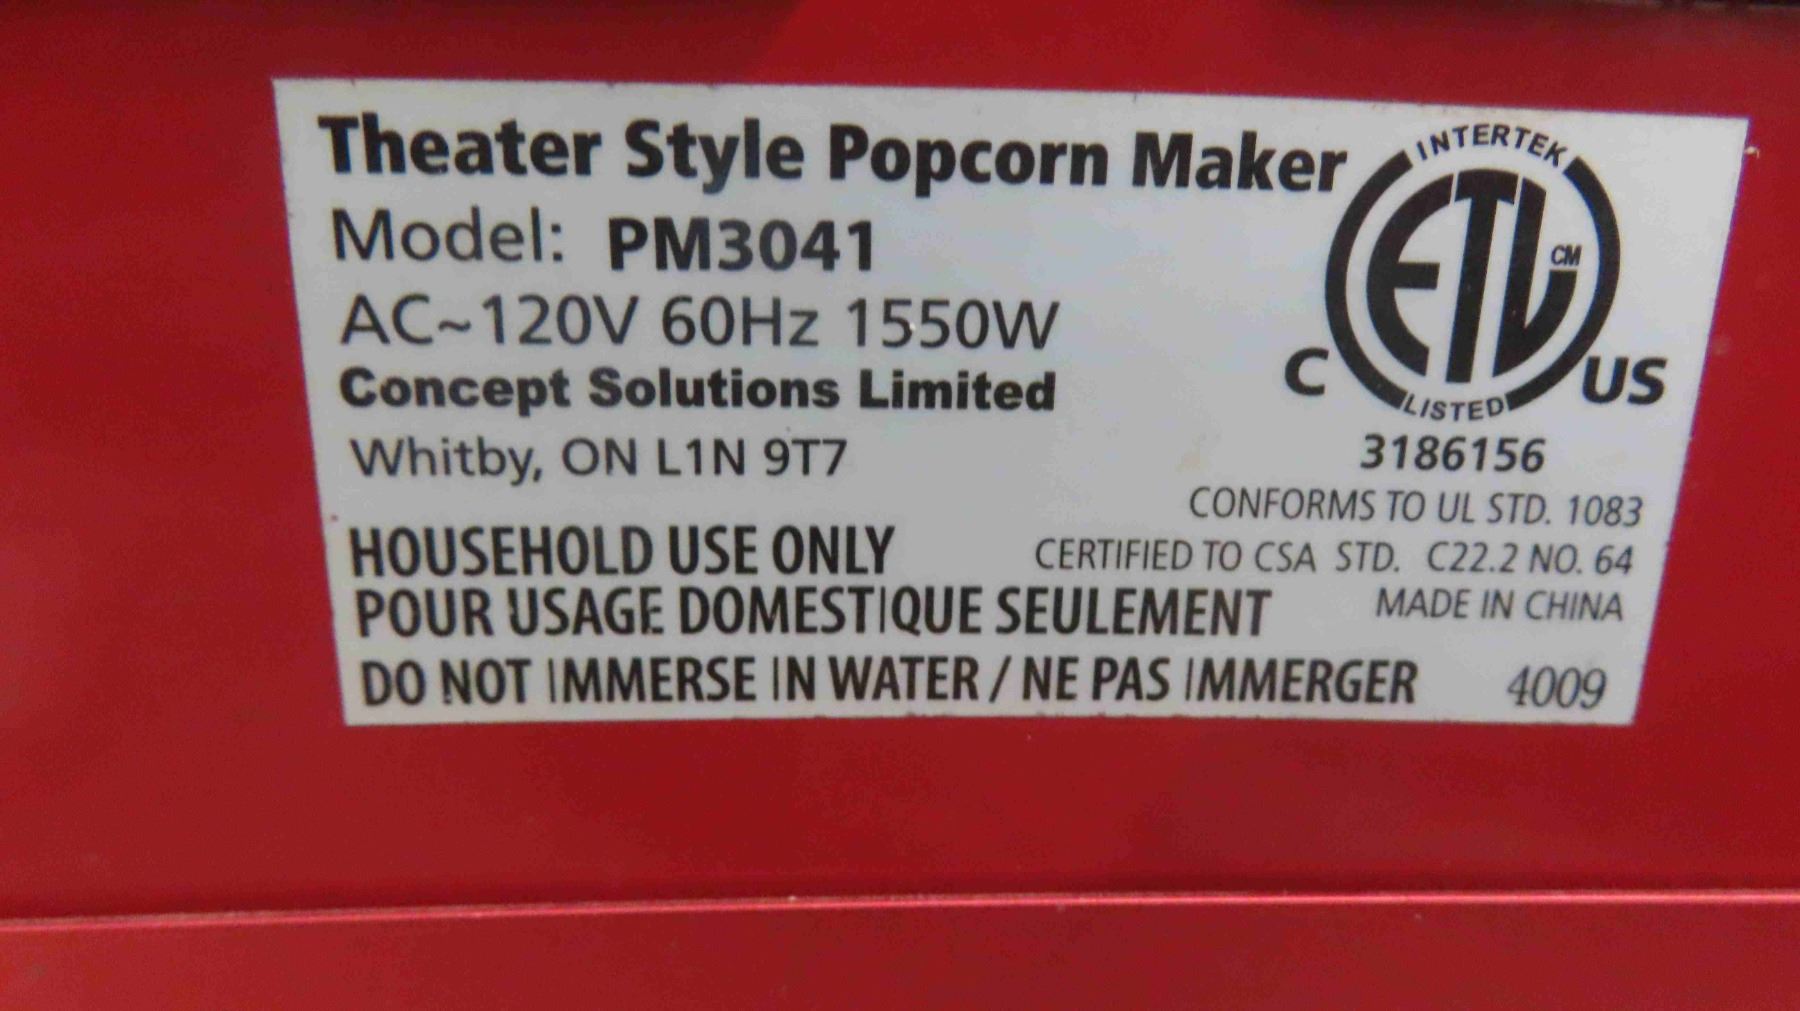 Theater Style Popcorn Maker
Model: PM3041
AC~120V 60Hz 1550W
Concept Solutions Limited
Whitby, ON L1N 9T7
INTERTEK
ETL CM
C US
LISTED
3186156
CONFORMS TO UL STD. 1083
CERTIFIED TO CSA STD. C22.2 NO. 64
MADE IN CHINA
HOUSEHOLD USE ONLY
POUR USAGE DOMESTIQUE SEULEMENT
DO NOT IMMERSE IN WATER / NE PAS IMMERGER
4009